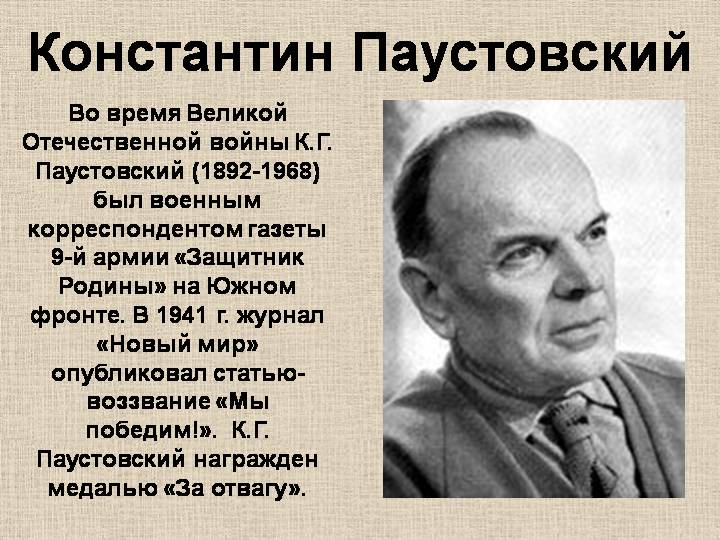 Константин Паустовский
Во время Великой
Отечественной войны К.Г.
Паустовский (1892-1968)
был военным
корреспондентом газеты
9-й армии «Защитник
Родины» на Южном
фронте. В 1941 г. журнал
«Новый мир»
опубликовал статью-
воззвание «Мы
победим!». К.Г.
Паустовский награжден
медалью «За отвагу».